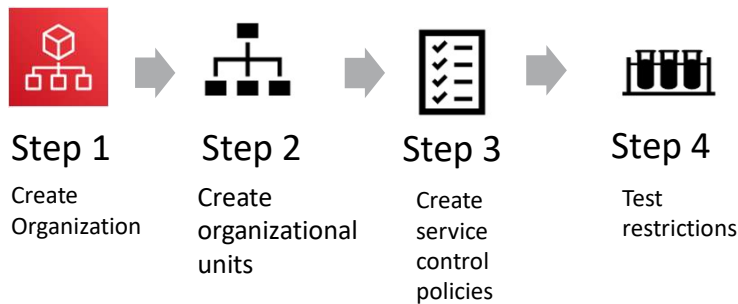 Step 1
Create
Organization
Step 2
Create
organizational
units
Step 3
Create
service
control
policies
Step 4
Test
restrictions